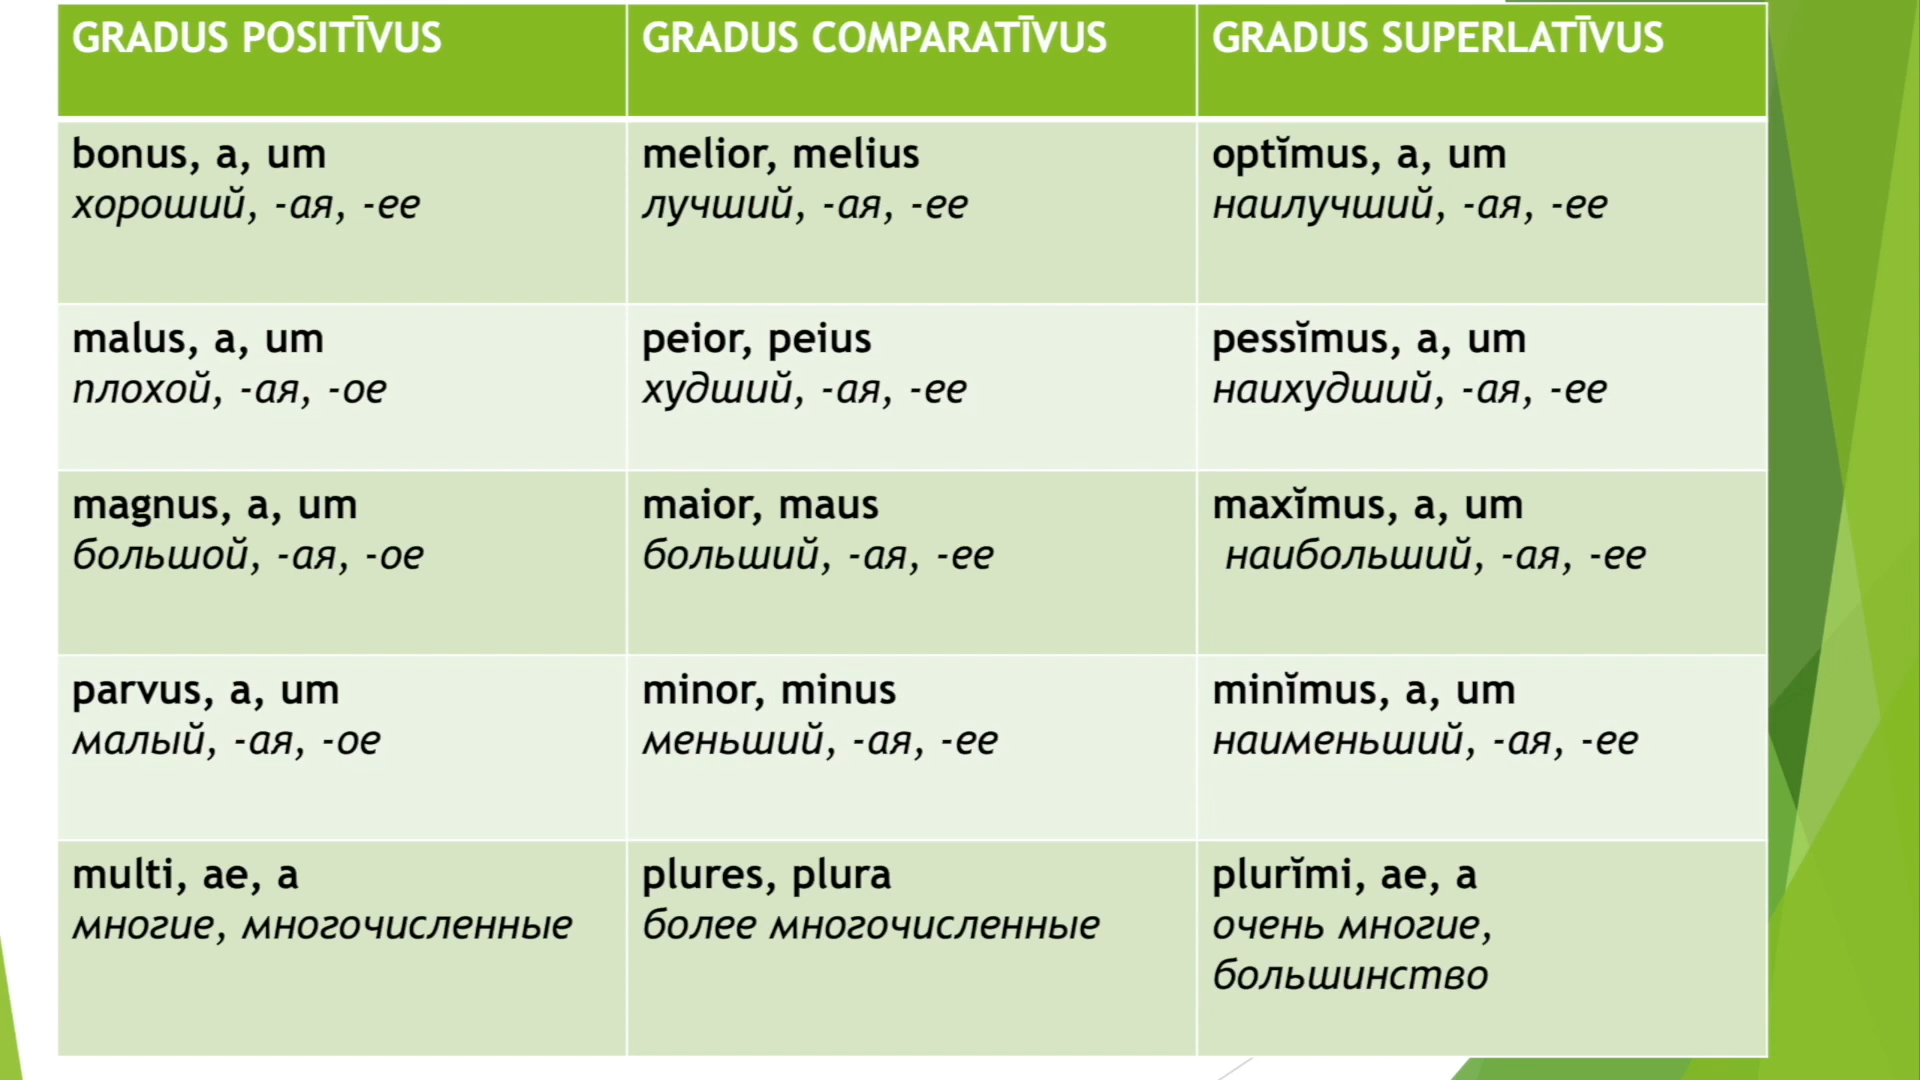 GRADUS POSITĪVUS
GRADUS COMPARATĪVUS
GRADUS SUPERLATĪVUS
bonus, a, um
хороший, -ая, -ее
melior, melius
лучший, -ая, -ее
optĭmus, a, um
наилучший, -ая, -ее
malus, a, um
плохой, -ая, -ое
peior, peius
худший, -ая, -ее
pessĭmus, a, um
наихудший, -ая, -ее
magnus, a, um
большой, -ая, -ое
maior, maus
больший, -ая, -ее
maxĭmus, a, um
наибольший, -ая, -ее
parvus, a, um
малый, -ая, -ое
minor, minus
меньший, -ая, -ее
minĭmus, a, um
наименьший, -ая, -ее
multi, ae, a
многие, многочисленные
plures, plura
более многочисленные
plurĭmi, ae, a
очень многие,
большинство